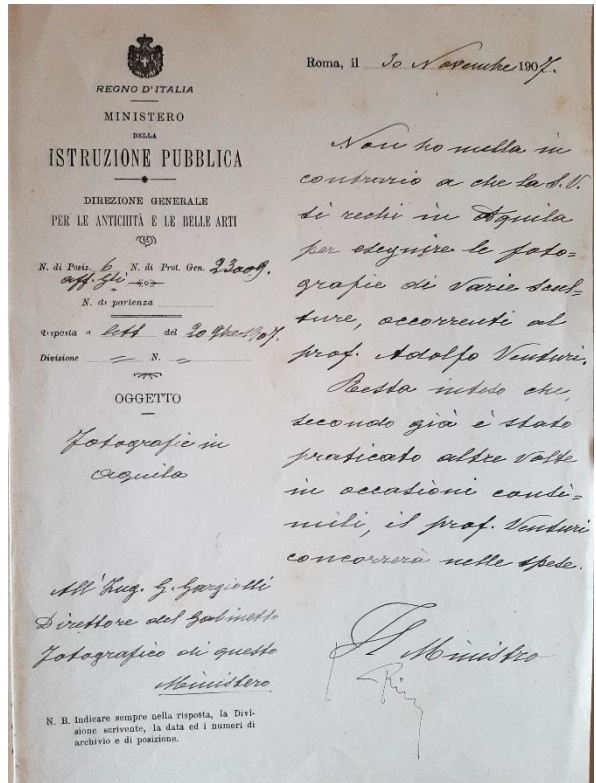 REGNO D'ITALIA
MINISTERO
DELLA
ISTRUZIONE PUBBLICA
DIREZIONE GENERALE
PER LE ANTICHITÀ E LE BELLE ARTI
N. di Posiz. 6 N. di Prot. Gen. 23009.
aff. Gli
N. di partenza
Risposta a lett del 20 9bre 1907.
Divisione = N. =
OGGETTO
Fotografie in
Aquila
All' Ing. G. Gargiolli
Direttore del Gabinetto
Fotografico di questo
Ministero
N. B. Indicare sempre nella risposta, la Divi-
sione scrivente, la data ed i numeri di
archivio e di posizione.
Roma, il 30 Novembre 1907.
Non ho nulla in
contrario a che la S. V.
si rechi in Aquila
per eseguire le foto=
grafie di varie scul=
ture, occorrenti al
prof. Adolfo Venturi.
Resta inteso che,
secondo già è stato
praticato altre volte
in occasioni consi=
mili, il prof. Venturi
concorrerà nelle spese.
Il Ministro